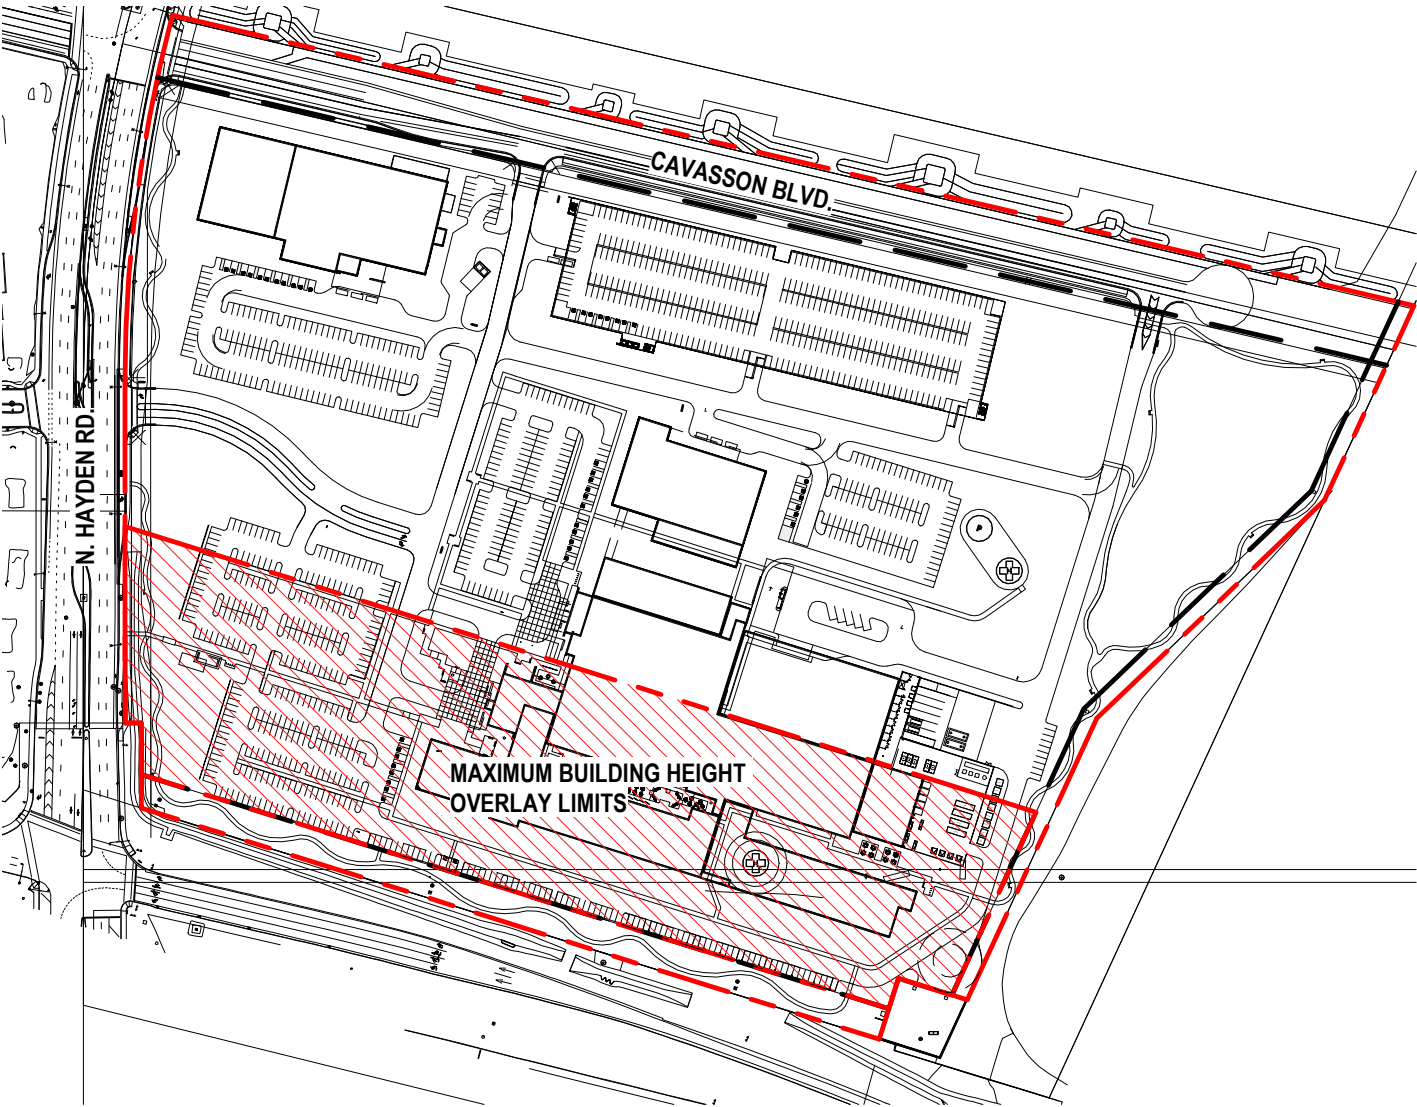 CAVASSON BLVD.
N. HAYDEN RD.
MAXIMUM BUILDING HEIGHT
OVERLAY LIMITS
P